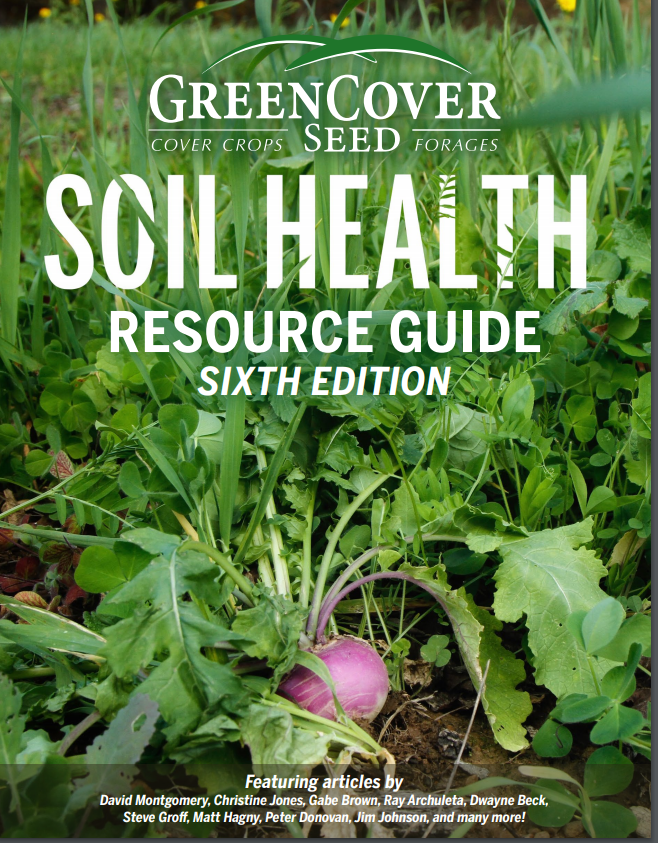 GREENCOVER
COVER CROPS SEED FORAGES
SOIL HEALTH
RESOURCE GUIDE
SIXTH EDITION
Featuring articles by
David Montgomery, Christine Jones, Gabe Brown, Ray Archuleta, Dwayne Beck,
Steve Groff, Matt Hagny, Peter Donovan, Jim Johnson, and many more!